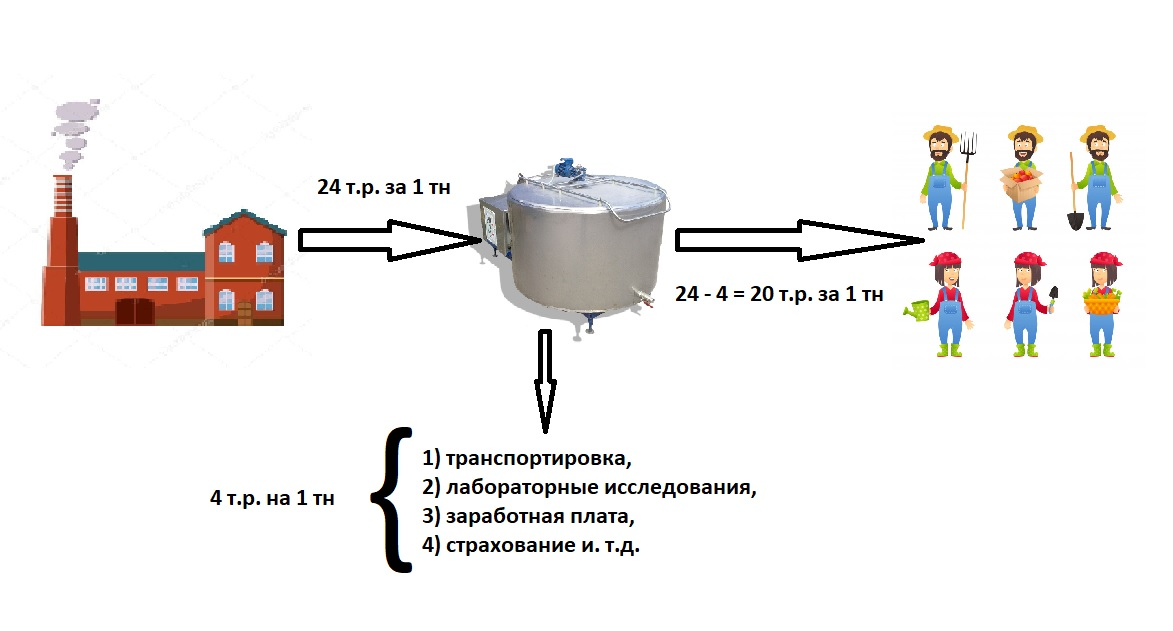 24 т.р. за 1 тн
24 - 4 = 20 т.р. за 1 тн
4 т.р. на 1 тн
1) транспортировка,
2) лабораторные исследования,
3) заработная плата,
4) страхование и. т.д.